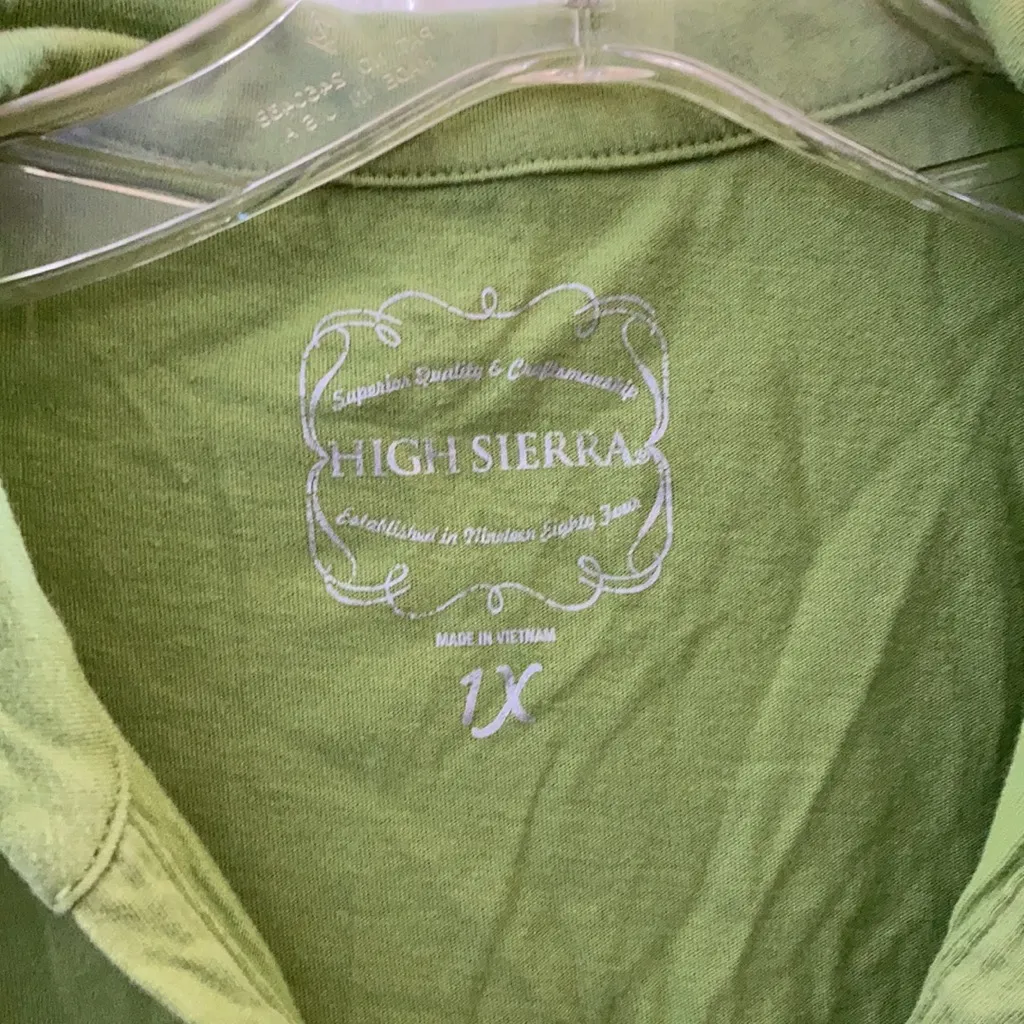 Superior Quality & Craftsmanship
HIGH SIERRA®
Established in Nineteen Eighty Four
MADE IN VIETNAM
1X